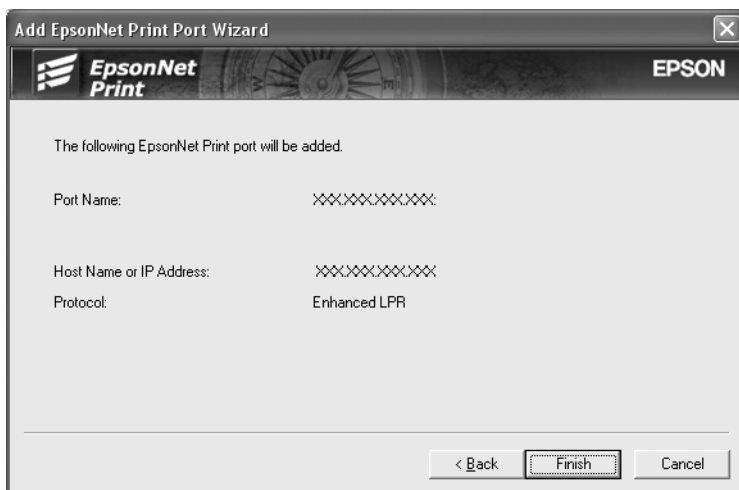 Add EpsonNet Print Port Wizard
EpsonNet
Print
EPSON
The following EpsonNet Print port will be added.
Port Name: XXX.XXX.XXX.XXX:
Host Name or IP Address: XXX.XXX.XXX.XXX
Protocol: Enhanced LPR
< Back Finish Cancel